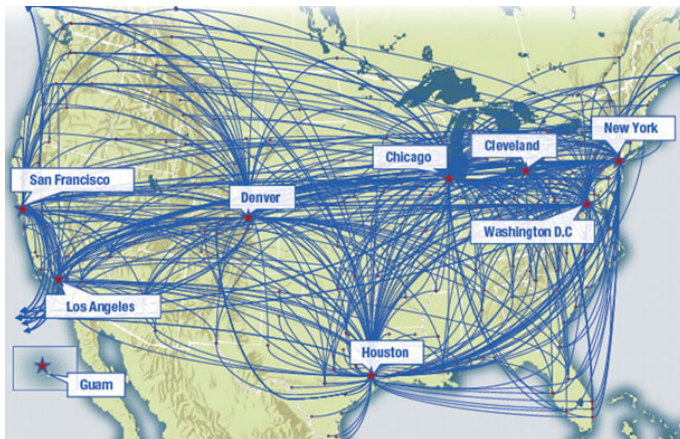 New York
Cleveland
Chicago
San Francisco
Denver
Washington D.C
Los Angeles
Houston
Guam